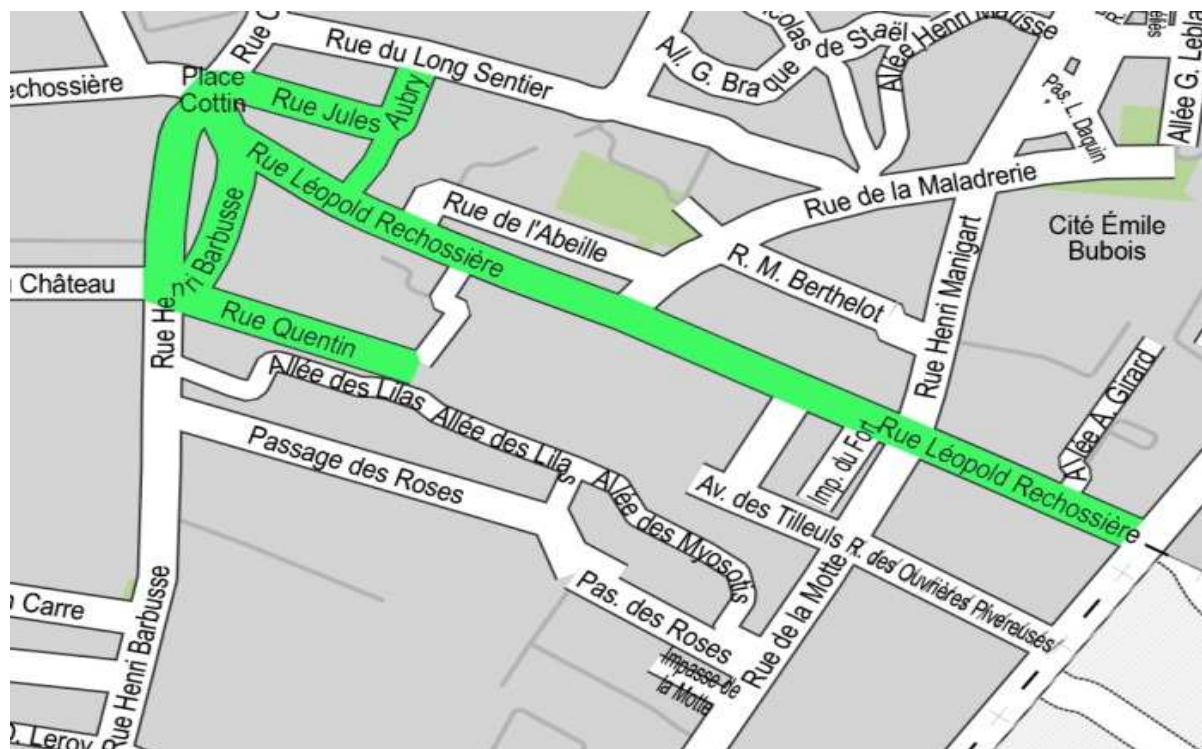 Rue du Long Sentier
All. G. Braque
de Staël
Allée Henri Matisse
Pas. L. Daquin
Allée G. Lebla
echossière
Place
Cottin
Rue Jules
Aubry
Rue Léopold Rechossière
Rue de l'Abeille
Rue de la Maladrerie
Cité Émile
Bubois
R. M. Berthelot
Rue Henri Manigart
Château
Rue Henri Barbusse
Rue Quentin
Allée des Lilas
Allée des Lilas
Allée des Myosotis
Allée A. Girard
Passage des Roses
Imp. du Fort
Rue Léopold Rechossière
Av. des Tilleuls
R. des Ouvrières Pivereuses
Pas. des Roses
Rue de la Motte
Impasse de
la Motte
Carre
Rue Henri Barbusse
D. Leroy